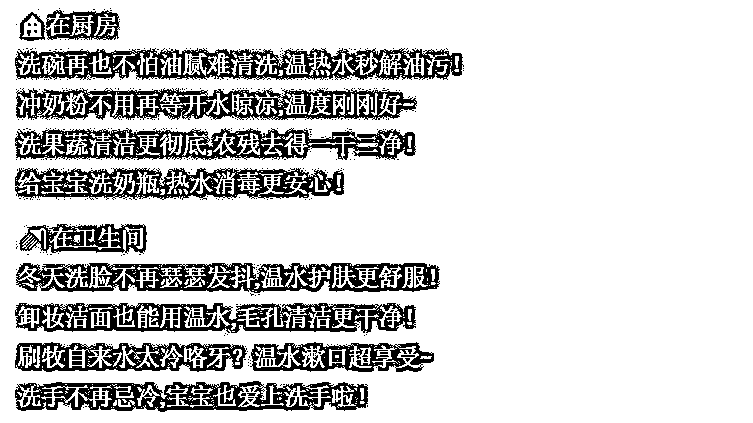 🏠在厨房
洗碗再也不怕油腻难清洗,温热水秒解油污!
冲奶粉不用再等开水晾凉,温度刚刚好~
洗果蔬清洁更彻底,农残去得一干二净!
给宝宝洗奶瓶,热水消毒更安心!
🚿在卫生间
冬天洗脸不再瑟瑟发抖,温水护肤更舒服!
卸妆洁面也能用温水,毛孔清洁更干净!
刷牧自来水太冷咯牙?温水漱口超享受~
洗手不再忌冷,宝宝也爱上洗手啦!